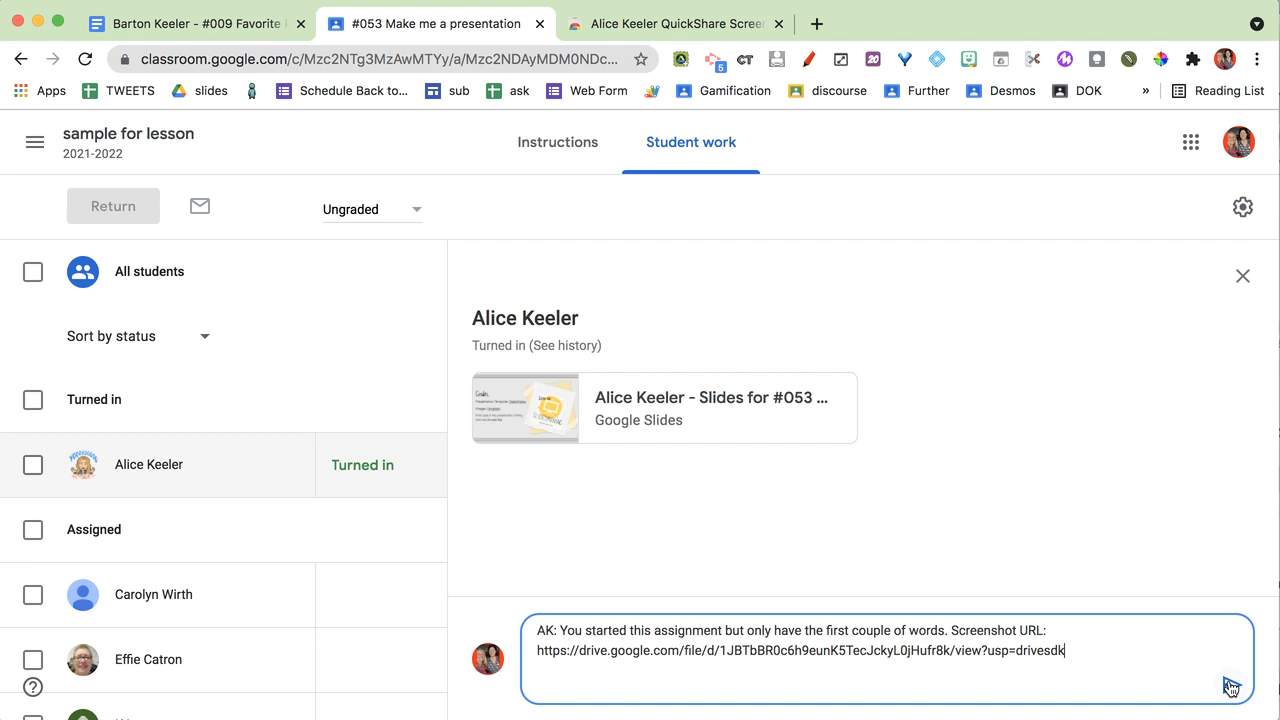 Barton Keeler - #009 Favorite
#053 Make me a presentation
Alice Keeler QuickShare Screen
classroom.google.com/c/Mzc2NTg3MzAwMTYy/a/Mzc2NDAyMDM0NDc...
5
CT
20
Apps
TWEETS
slides
Schedule Back to...
sub
ask
Web Form
Gamification
discourse
Further
Desmos
DOK
»
Reading List
sample for lesson
2021-2022
Instructions
Student work
Return
Ungraded
All students
Sort by status
Turned in
Alice Keeler
Turned in
Assigned
Carolyn Wirth
Effie Catron
Alice Keeler
Turned in (See history)
Alice Keeler - Slides for #053 ...
Google Slides
AK: You started this assignment but only have the first couple of words. Screenshot URL:
https://drive.google.com/file/d/1JBTbBR0c6h9eunK5TecJckyL0jHufr8k/view?usp=drivesdk